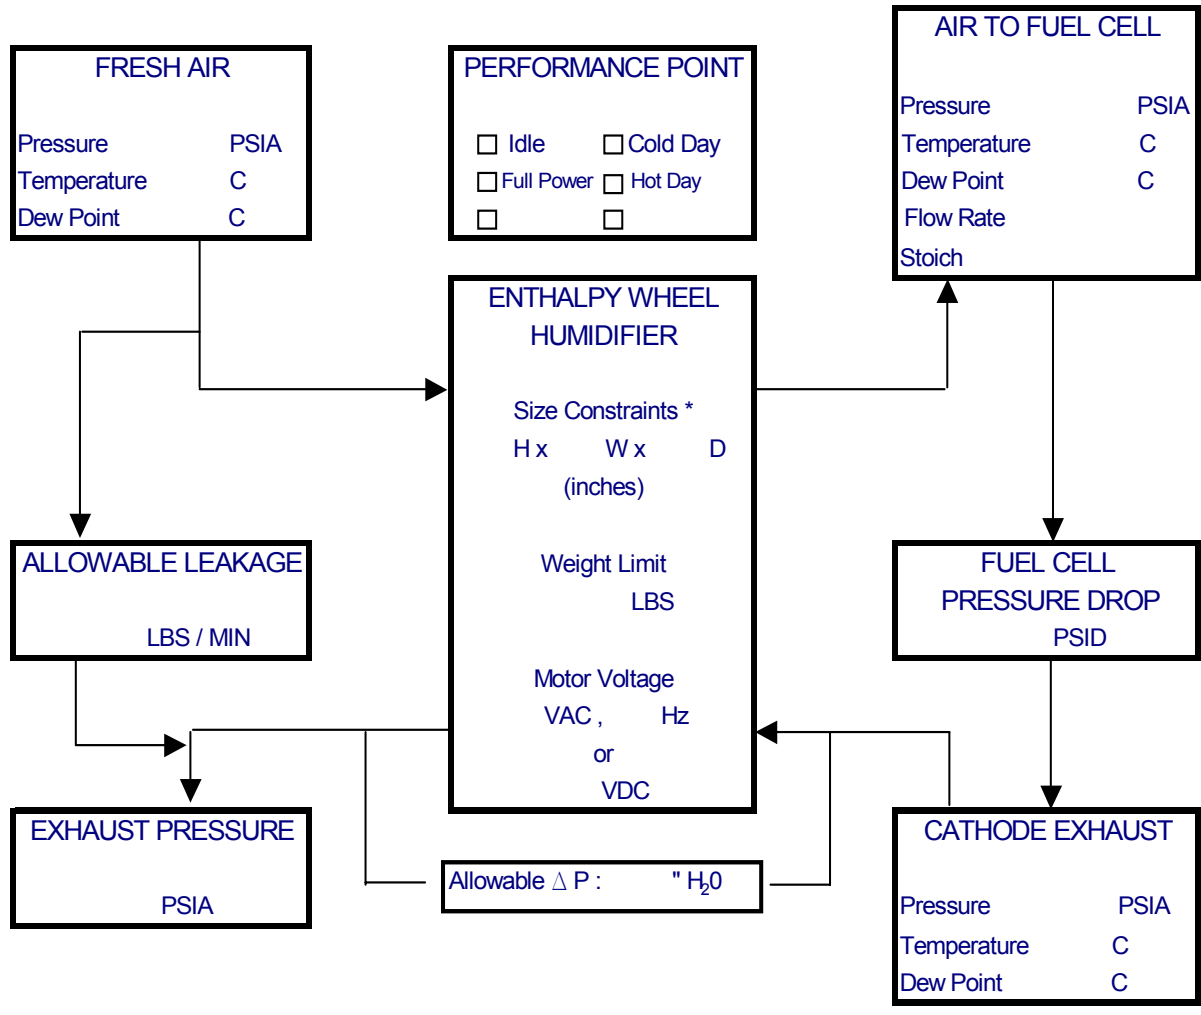 FRESH AIR
Pressure PSIA
Temperature C
Dew Point C
PERFORMANCE POINT
Idle Cold Day
Full Power Hot Day
AIR TO FUEL CELL
Pressure PSIA
Temperature C
Dew Point C
Flow Rate
Stoich
ENTHALPY WHEEL
HUMIDIFIER
Size Constraints *
H x W x D
(inches)
Weight Limit
LBS
Motor Voltage
VAC , Hz
or
VDC
ALLOWABLE LEAKAGE
LBS / MIN
FUEL CELL
PRESSURE DROP
PSID
EXHAUST PRESSURE
PSIA
Allowable Δ P : " H₂0
CATHODE EXHAUST
Pressure PSIA
Temperature C
Dew Point C